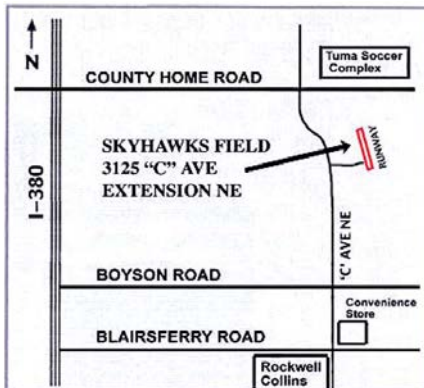 N
Tuma Soccer
Complex
COUNTY HOME ROAD
SKYHAWKS FIELD
3125 “C” AVE
EXTENSION NE
RUNWAY
I-380
'C' AVE NE
BOYSON ROAD
Convenience
Store
BLAIRSFERRY ROAD
Rockwell
Collins